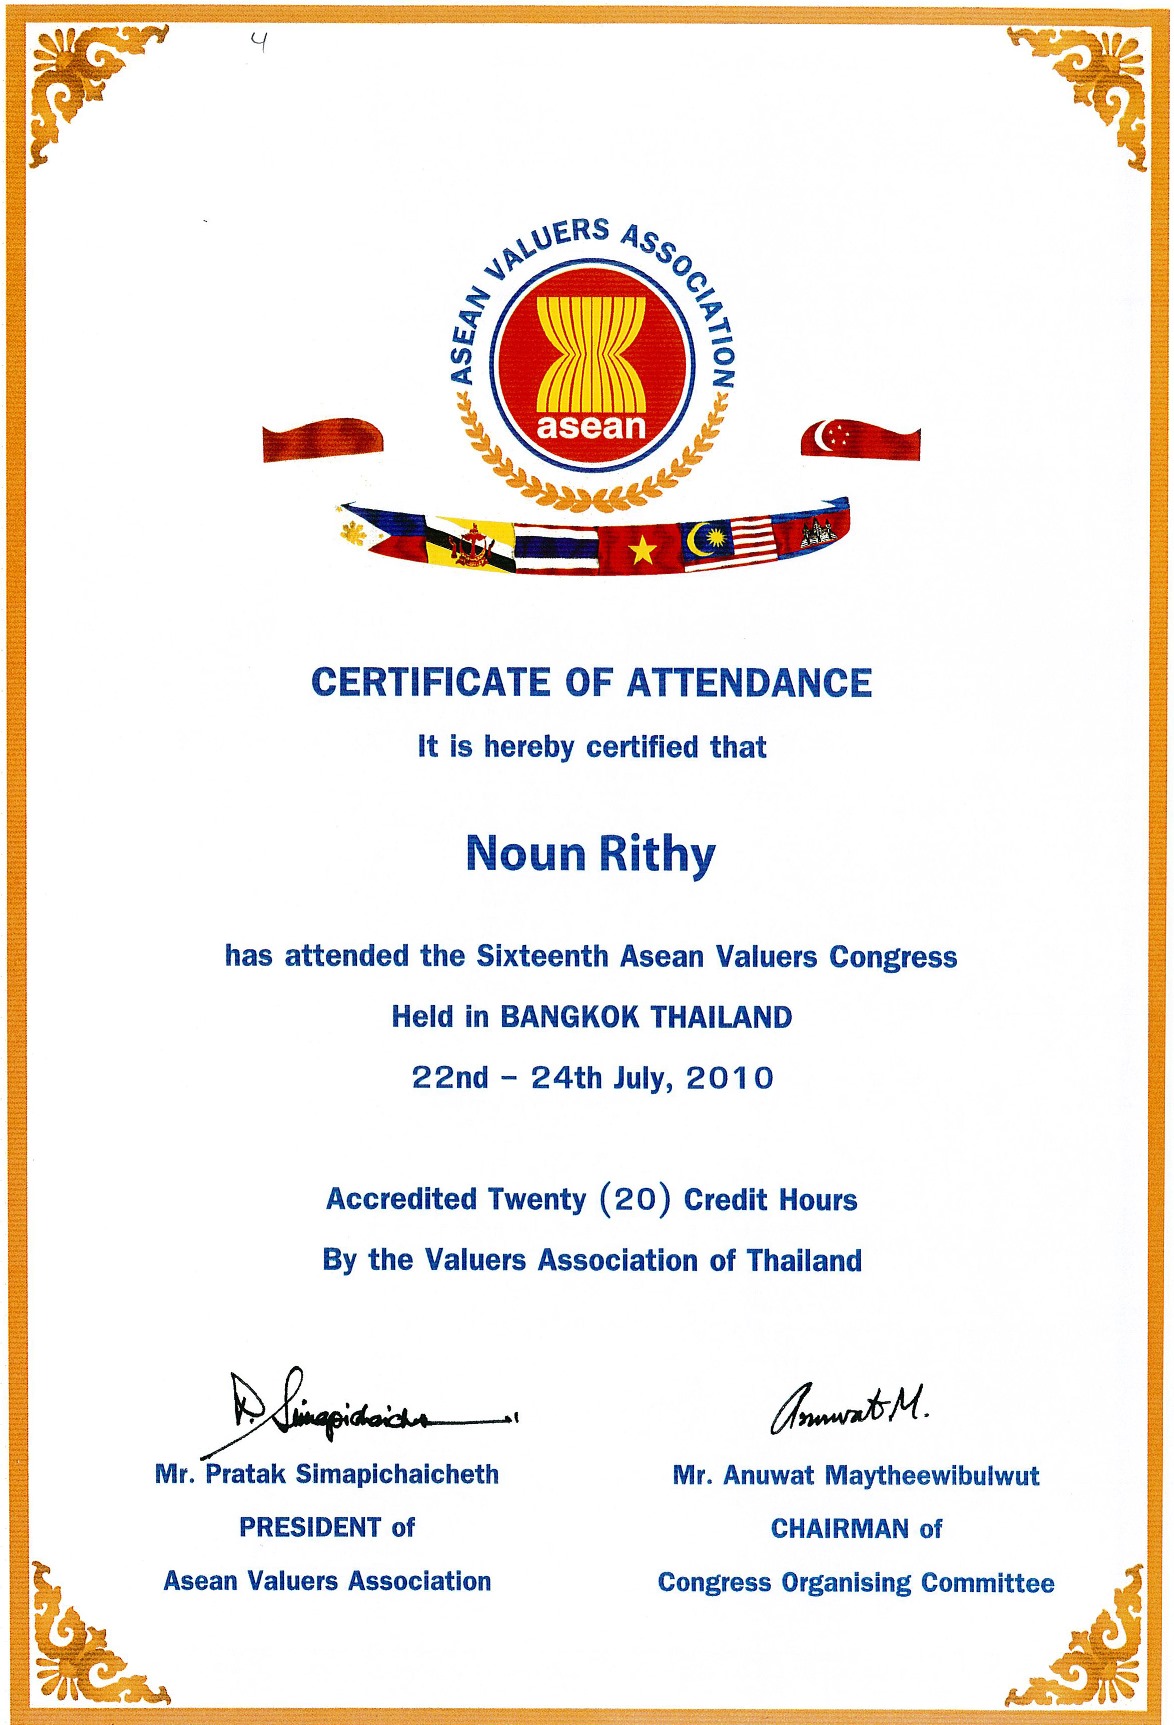 4
ASEAN VALUERS ASSOCIATION
asean
CERTIFICATE OF ATTENDANCE
It is hereby certified that
Noun Rithy
has attended the Sixteenth Asean Valuers Congress
Held in BANGKOK THAILAND
22nd – 24th July, 2010
Accredited Twenty (20) Credit Hours
By the Valuers Association of Thailand
P. Simapichaicheth
Anuwat M.
Mr. Pratak Simapichaicheth
Mr. Anuwat Maytheewibulwut
PRESIDENT of
CHAIRMAN of
Asean Valuers Association
Congress Organising Committee